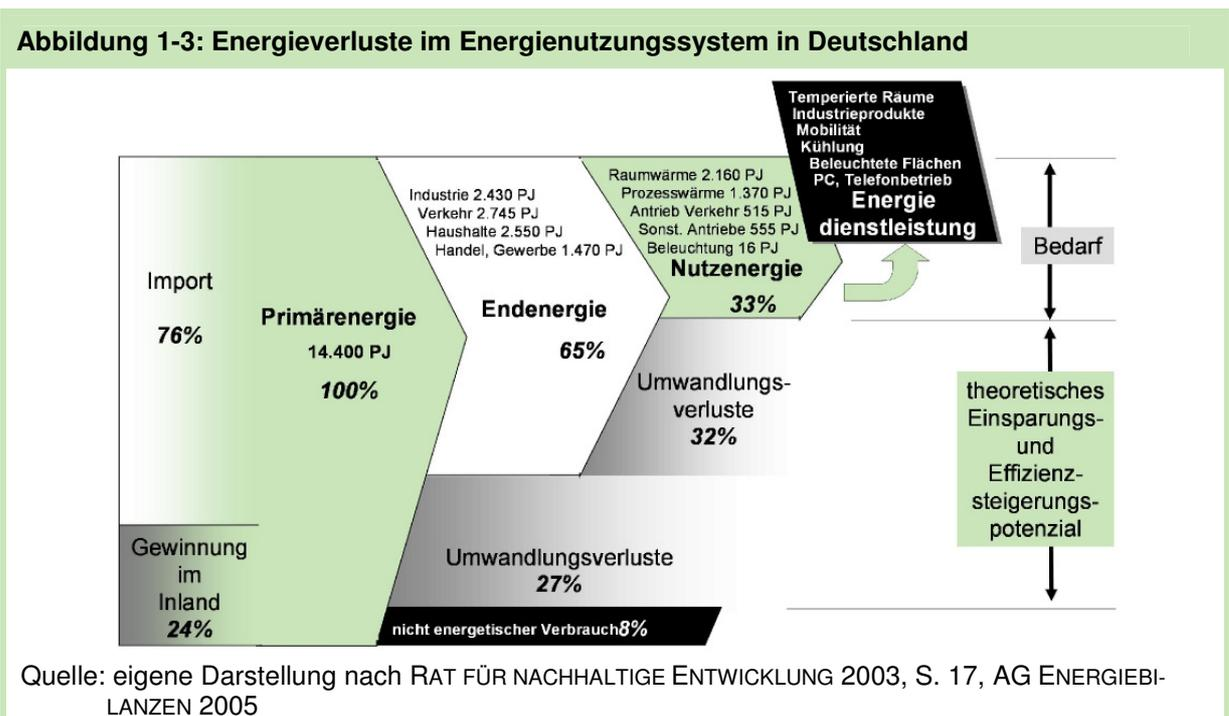 Abbildung 1-3: Energieverluste im Energienutzungssystem in Deutschland
Temperierte Räume
Industrieprodukte
Mobilität
Kühlung
Beleuchtete Flächen
PC, Telefonbetrieb
Energie
dienstleistung
Raumwärme 2.160 PJ
Prozesswärme 1.370 PJ
Antrieb Verkehr 515 PJ
Sonst. Antriebe 555 PJ
Beleuchtung 16 PJ
Nutzenergie
33%
Industrie 2.430 PJ
Verkehr 2.745 PJ
Haushalte 2.550 PJ
Handel, Gewerbe 1.470 PJ
Endenergie
65%
Import
76%
Primärenergie
14.400 PJ
100%
Bedarf
Umwandlungs-
verluste
32%
theoretisches
Einsparungs-
und
Effizienz-
steigerungs-
potenzial
Gewinnung
im
Inland
24%
Umwandlungsverluste
27%
nicht energetischer Verbrauch8%
Quelle: eigene Darstellung nach RAT FÜR NACHHALTIGE ENTWICKLUNG 2003, S. 17, AG ENERGIEBI-
LANZEN 2005